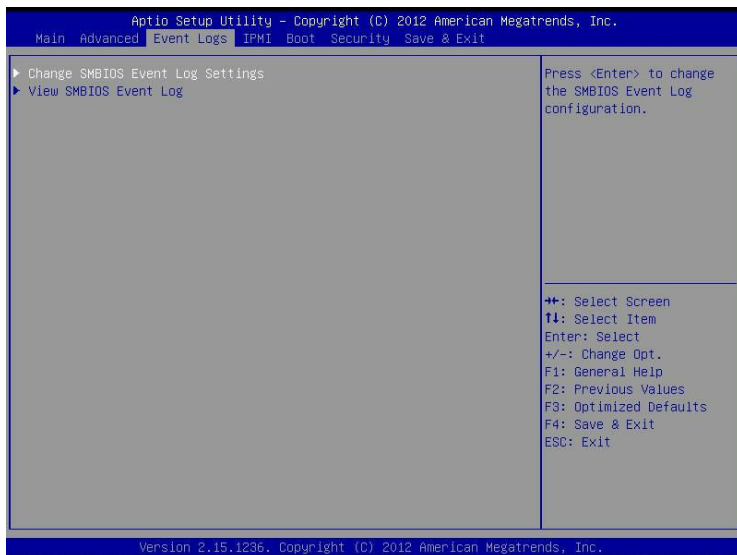 Aptio Setup Utility – Copyright (C) 2012 American Megatrends, Inc.
Main Advanced Event Logs IPMI Boot Security Save & Exit
▶ Change SMBIOS Event Log Settings
▶ View SMBIOS Event Log
Press <Enter> to change
the SMBIOS Event Log
configuration.
→←: Select Screen
↑↓: Select Item
Enter: Select
+/-: Change Opt.
F1: General Help
F2: Previous Values
F3: Optimized Defaults
F4: Save & Exit
ESC: Exit
Version 2.15.1236. Copyright (C) 2012 American Megatrends, Inc.